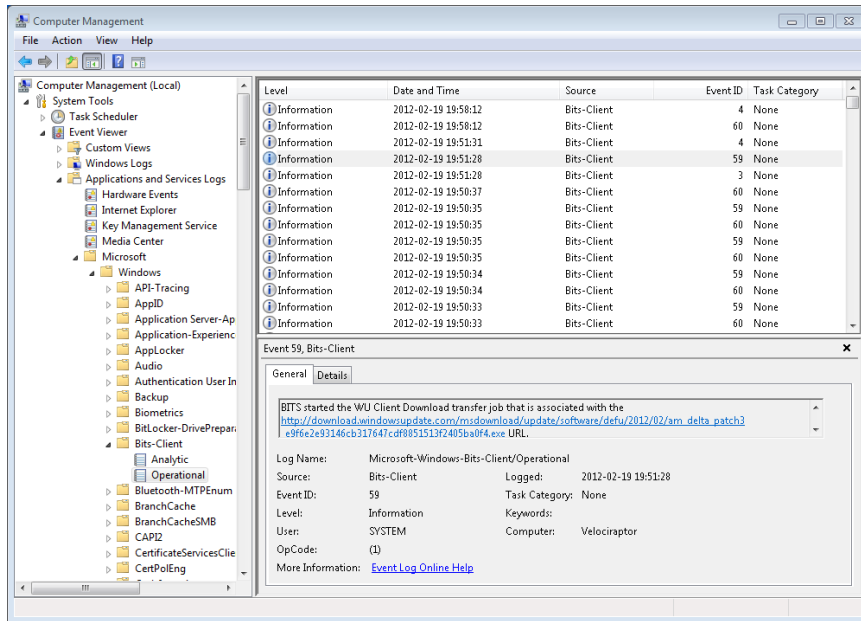 Computer Management
File Action View Help
Computer Management (Local)
System Tools
Task Scheduler
Event Viewer
Custom Views
Windows Logs
Applications and Services Logs
Hardware Events
Internet Explorer
Key Management Service
Media Center
Microsoft
Windows
API-Tracing
AppID
Application Server-Ap
Application-Experienc
AppLocker
Audio
Authentication User In
Backup
Biometrics
BitLocker-DrivePrepar
Bits-Client
Analytic
Operational
Bluetooth-MTPEnum
BranchCache
BranchCacheSMB
CAPI2
CertificateServicesClie
CertPolEng
Level Date and Time Source Event ID Task Category
Information 2012-02-19 19:58:12 Bits-Client 4 None
Information 2012-02-19 19:58:12 Bits-Client 60 None
Information 2012-02-19 19:51:31 Bits-Client 4 None
Information 2012-02-19 19:51:28 Bits-Client 59 None
Information 2012-02-19 19:51:28 Bits-Client 3 None
Information 2012-02-19 19:50:37 Bits-Client 60 None
Information 2012-02-19 19:50:35 Bits-Client 59 None
Information 2012-02-19 19:50:35 Bits-Client 60 None
Information 2012-02-19 19:50:35 Bits-Client 59 None
Information 2012-02-19 19:50:35 Bits-Client 60 None
Information 2012-02-19 19:50:34 Bits-Client 59 None
Information 2012-02-19 19:50:34 Bits-Client 60 None
Information 2012-02-19 19:50:33 Bits-Client 59 None
Information 2012-02-19 19:50:33 Bits-Client 60 None
Event 59, Bits-Client
General Details
BITS started the WU Client Download transfer job that is associated with the
http://download.windowsupdate.com/msdownload/update/software/defu/2012/02/am_delta_patch3
_e9f6e2e93146cb317647cdf8851513f2405ba0f4.exe URL.
Log Name: Microsoft-Windows-Bits-Client/Operational
Source: Bits-Client Logged: 2012-02-19 19:51:28
Event ID: 59 Task Category: None
Level: Information Keywords:
User: SYSTEM Computer: Velociraptor
OpCode: (1)
More Information: Event Log Online Help